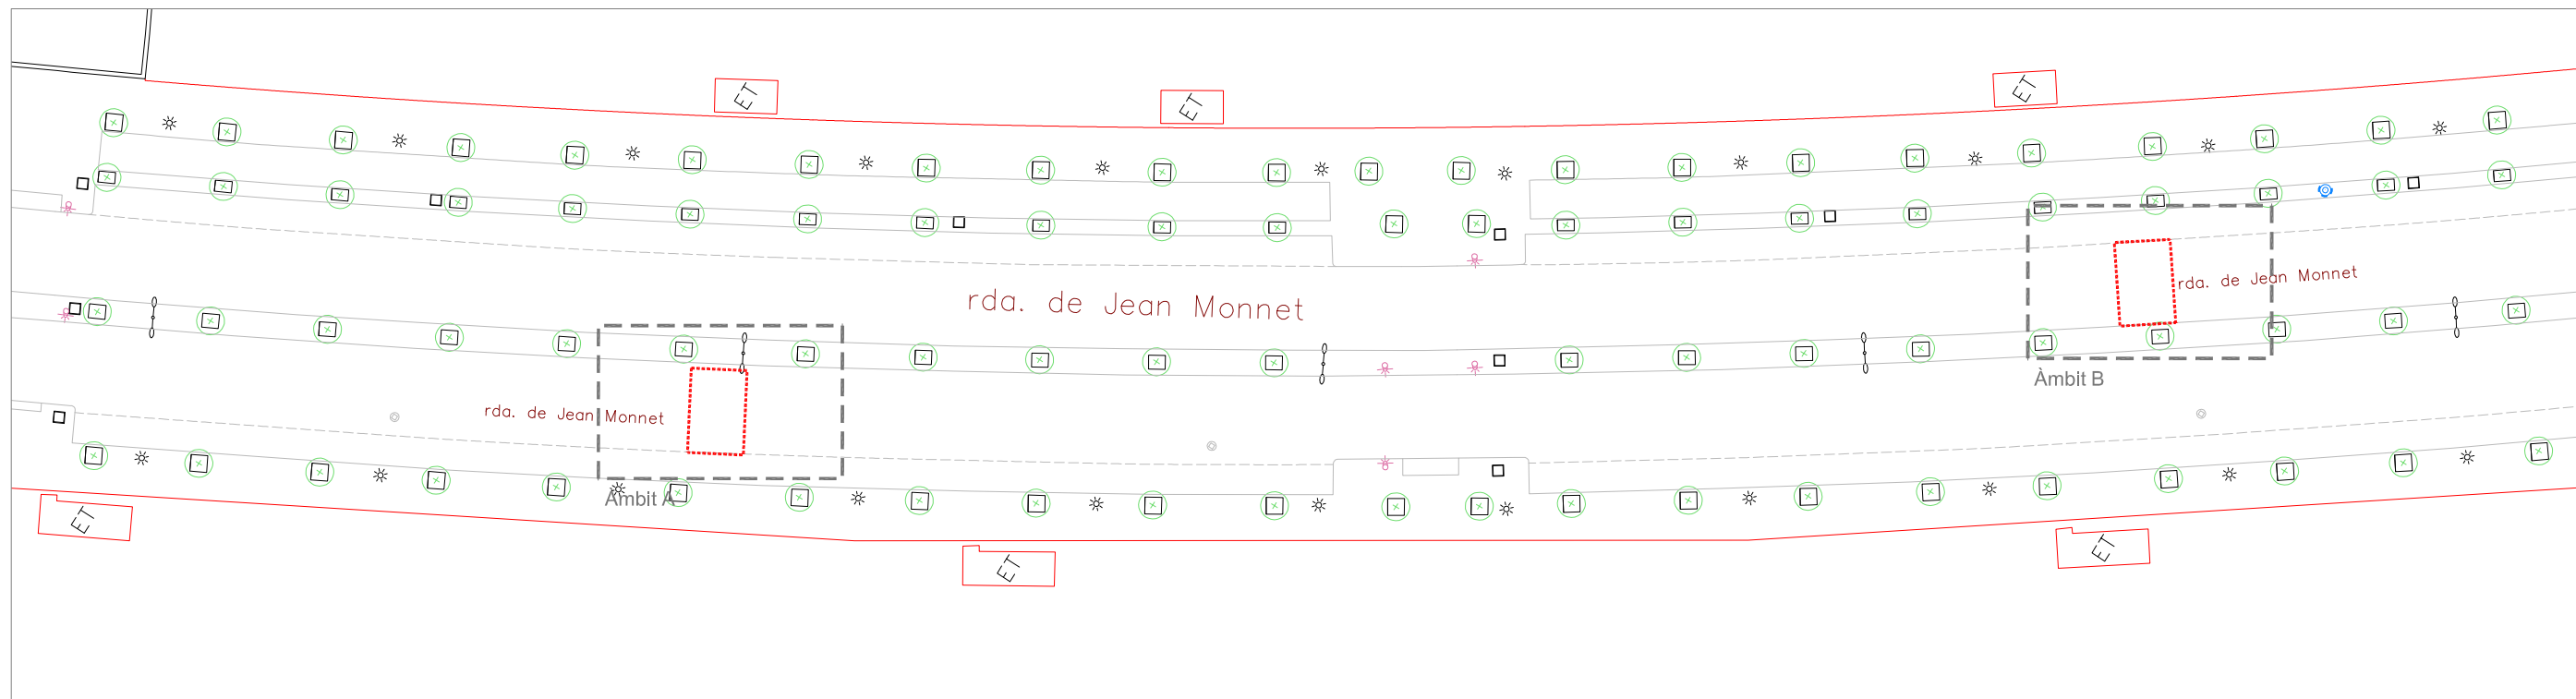 ET
ET
ET
rda. de Jean Monnet
rda. de Jean Monnet
Àmbit B
rda. de Jean Monnet
Àmbit A
ET
ET
ET